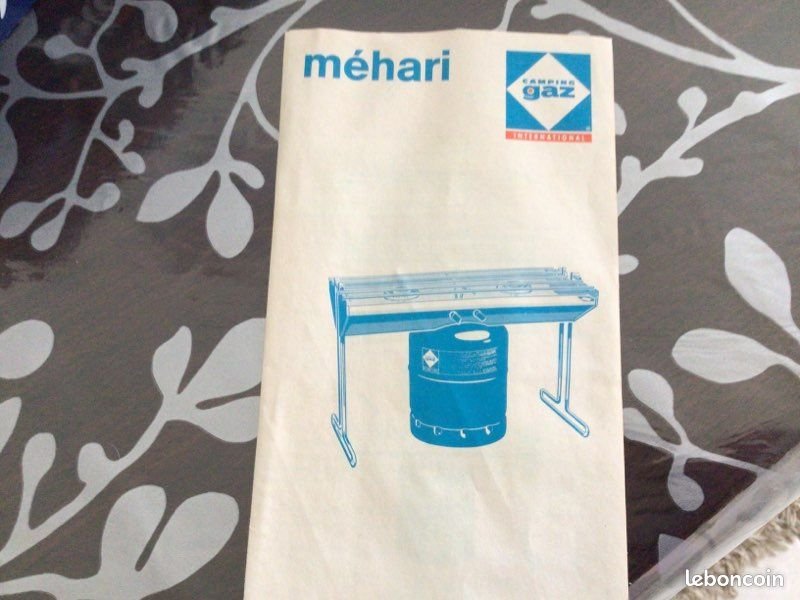 méhari
CAMPING
gaz
INTERNATIONAL
leboncoin